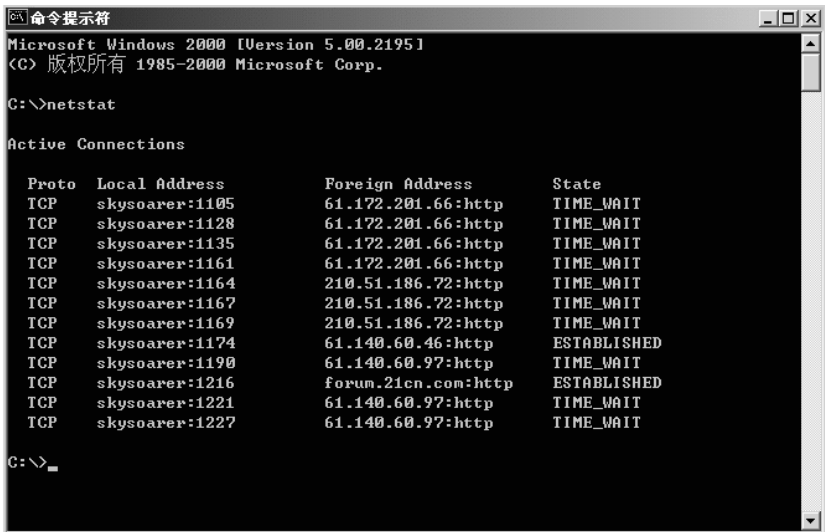 命令提示符
Microsoft Windows 2000 [Version 5.00.2195]
(C) 版权所有 1985-2000 Microsoft Corp.
C:\>netstat
Active Connections
Proto  Local Address          Foreign Address        State
TCP    skysoarer:1105         61.172.201.66:http     TIME_WAIT
TCP    skysoarer:1128         61.172.201.66:http     TIME_WAIT
TCP    skysoarer:1135         61.172.201.66:http     TIME_WAIT
TCP    skysoarer:1161         61.172.201.66:http     TIME_WAIT
TCP    skysoarer:1164         210.51.186.72:http     TIME_WAIT
TCP    skysoarer:1167         210.51.186.72:http     TIME_WAIT
TCP    skysoarer:1169         210.51.186.72:http     TIME_WAIT
TCP    skysoarer:1174         61.140.60.46:http      ESTABLISHED
TCP    skysoarer:1190         61.140.60.97:http      TIME_WAIT
TCP    skysoarer:1216         forum.21cn.com:http    ESTABLISHED
TCP    skysoarer:1221         61.140.60.97:http      TIME_WAIT
TCP    skysoarer:1227         61.140.60.97:http      TIME_WAIT
C:\>_